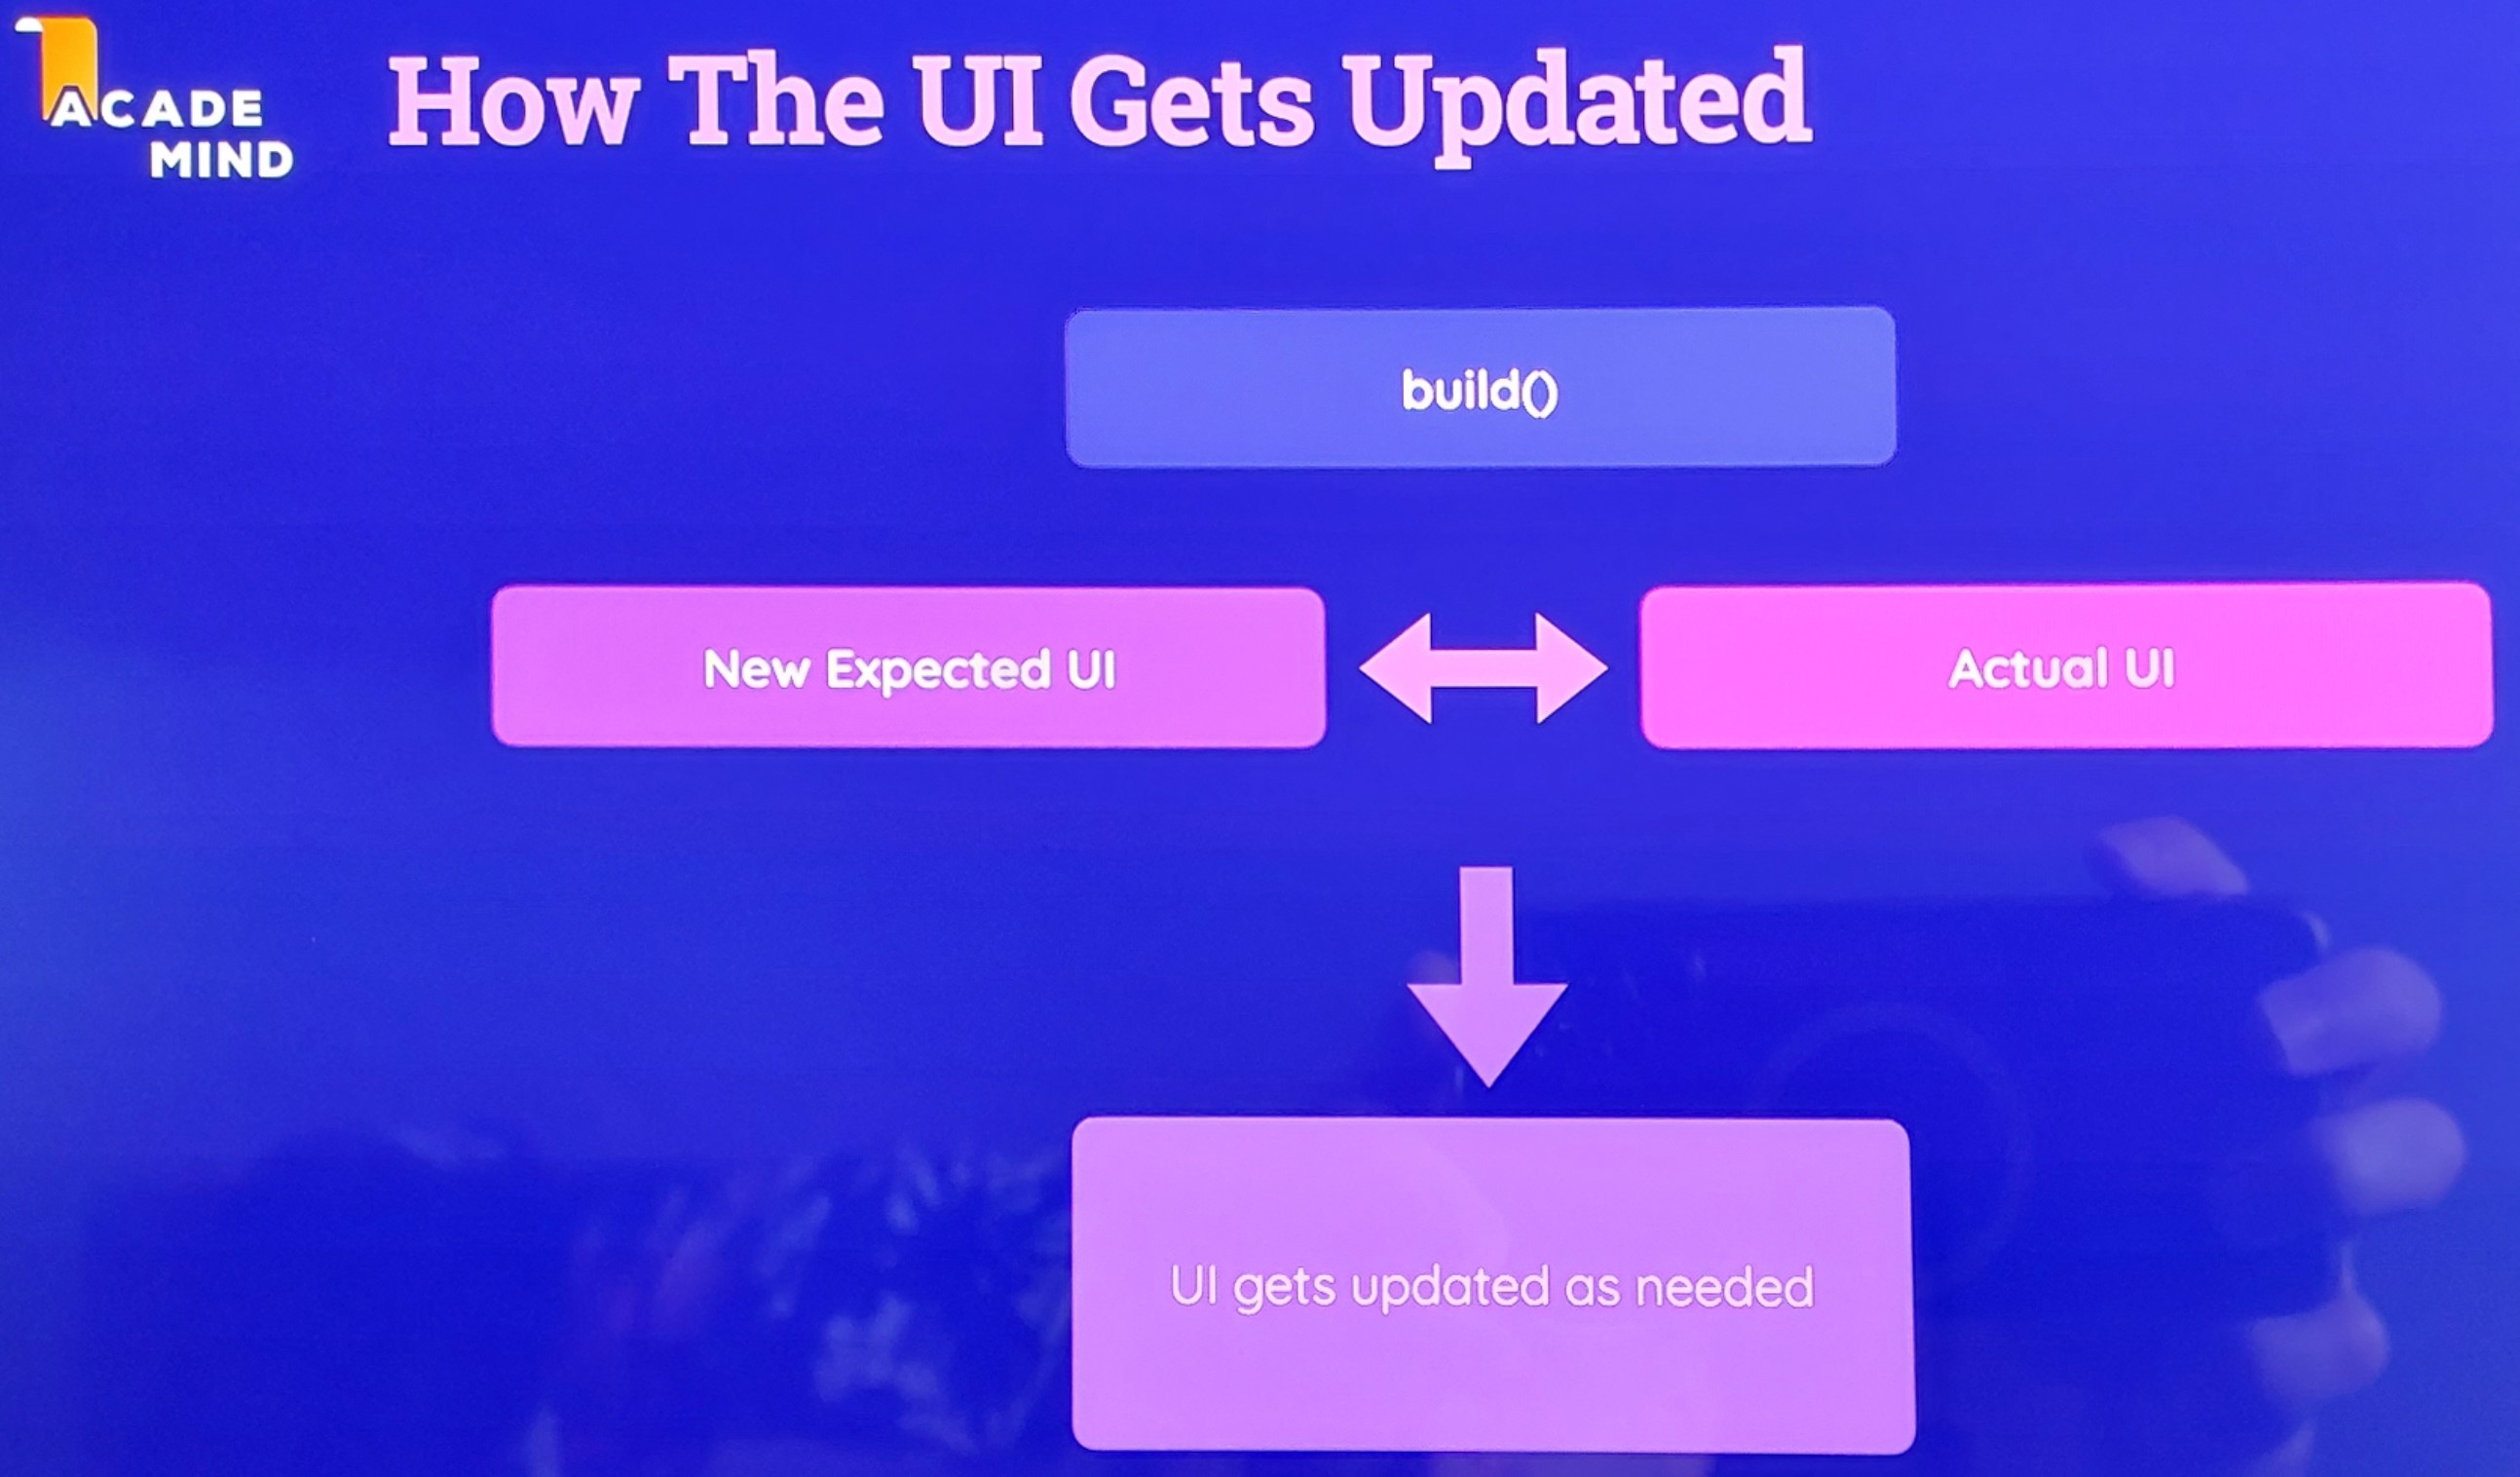 ACADE
MIND
How The UI Gets Updated
build()
New Expected UI
Actual UI
UI gets updated as needed